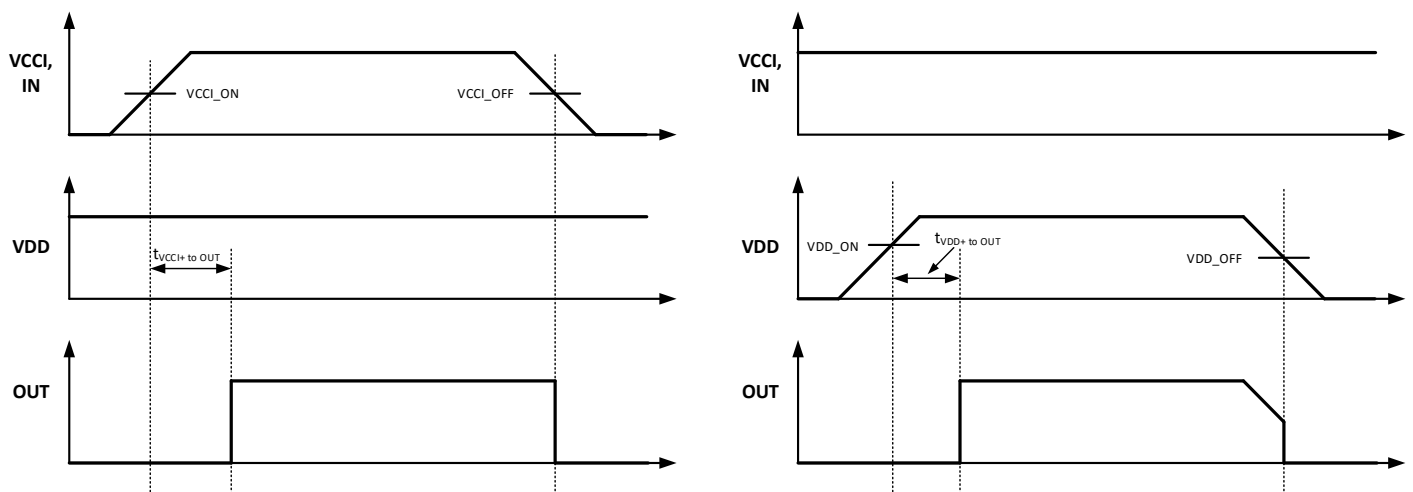 VCCI,
IN
VCCI_ON
VCCI_OFF
VDD
tVCCI+ to OUT
OUT
VCCI,
IN
VDD
VDD_ON
tVDD+ to OUT
VDD_OFF
OUT